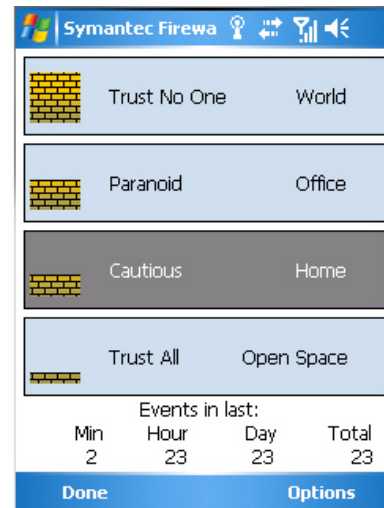 Symantec Firewa
Trust No One World
Paranoid Office
Cautious Home
Trust All Open Space
Events in last:
Min Hour Day Total
2 23 23 23
Done Options